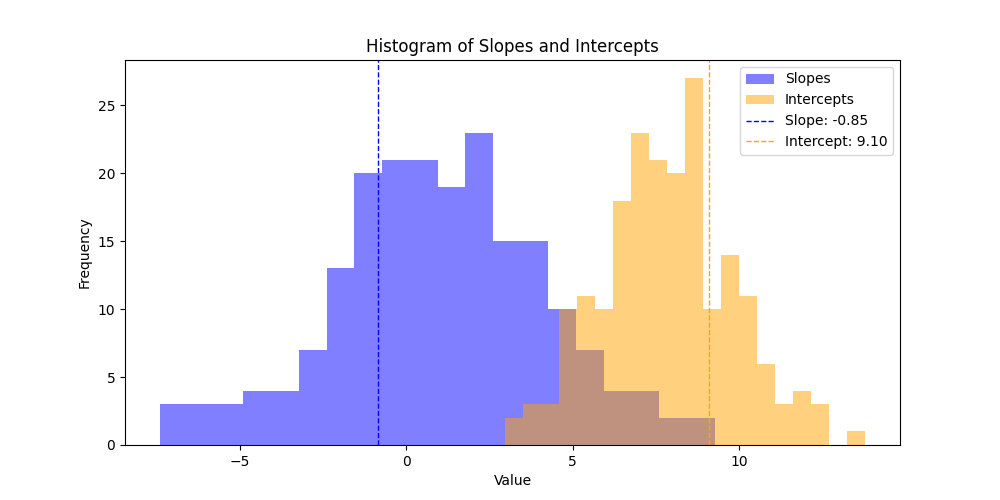 Histogram of Slopes and Intercepts
Slopes
Intercepts
Slope: -0.85
Intercept: 9.10
Frequency
25
20
15
10
5
0
−5
0
5
10
Value